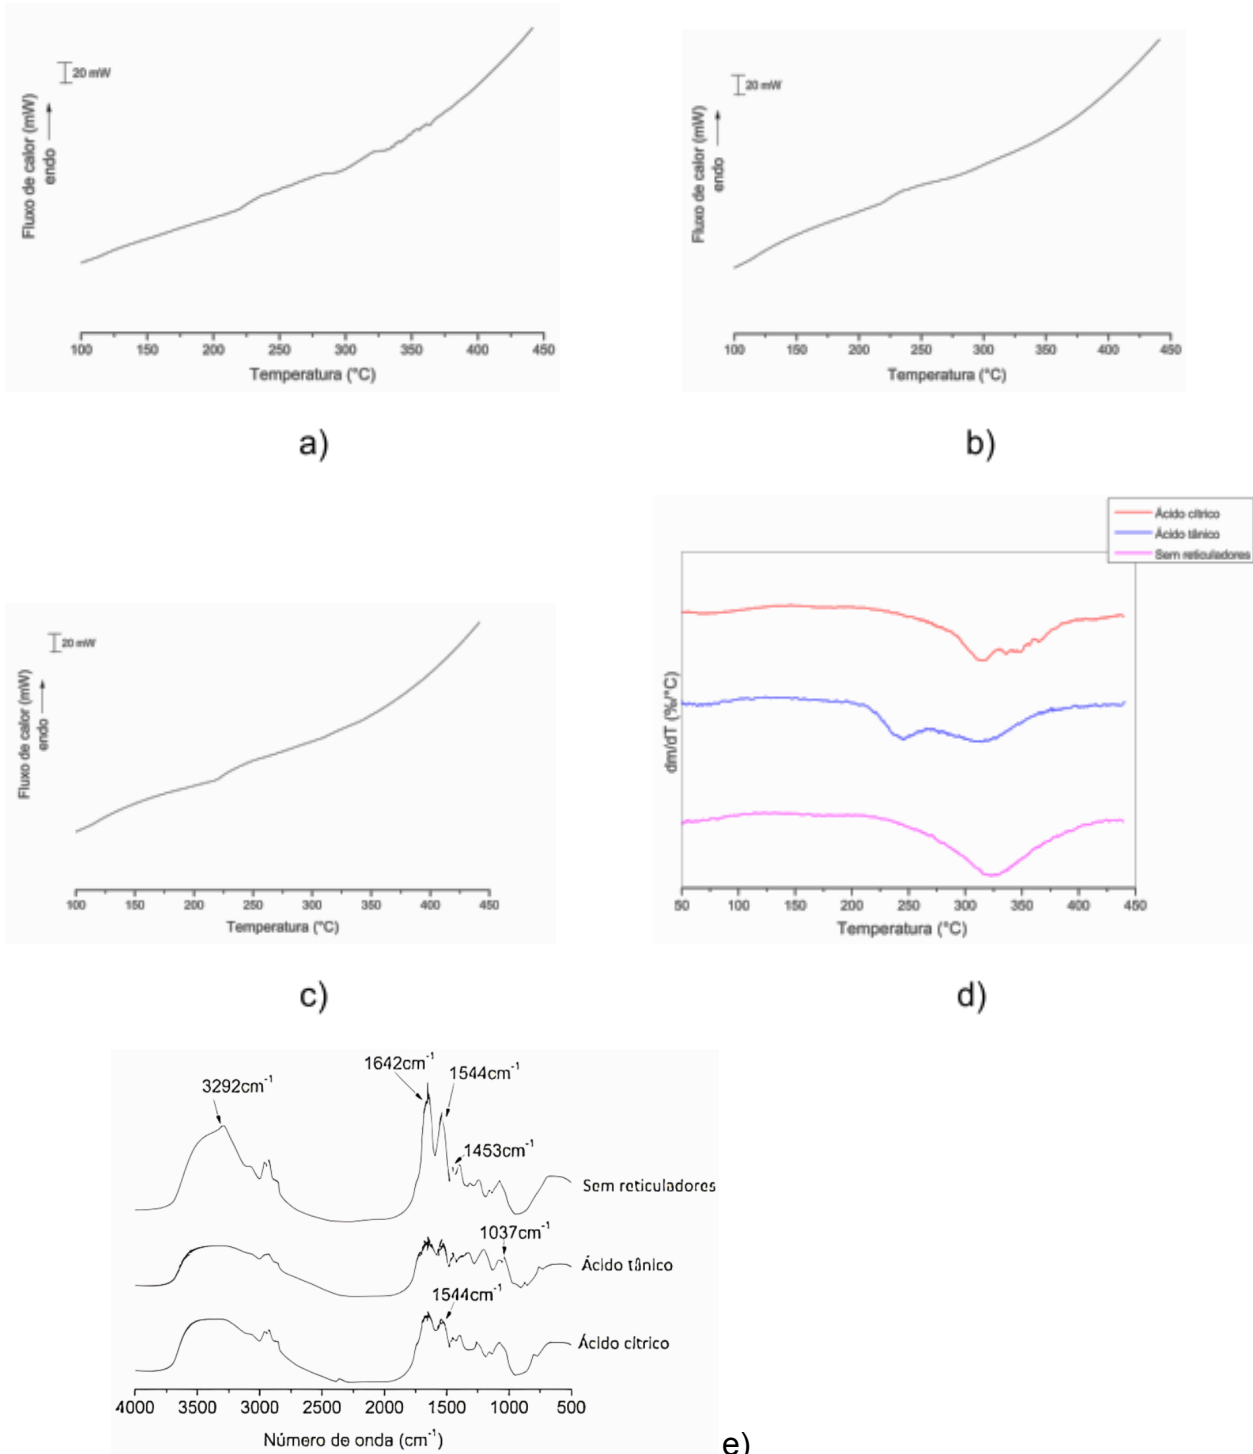 20 mW
Fluxo de calor (mW)
endo
100 150 200 250 300 350 400 450
Temperatura (°C)
a)
20 mW
Fluxo de calor (mW)
endo
100 150 200 250 300 350 400 450
Temperatura (°C)
b)
20 mW
Fluxo de calor (mW)
endo
100 150 200 250 300 350 400 450
Temperatura (°C)
c)
Ácido cítrico
Ácido tânico
Sem reticuladores
dm/dT (%/°C)
50 100 150 200 250 300 350 400 450
Temperatura (°C)
d)
1642cm⁻¹
1544cm⁻¹
3292cm⁻¹
1453cm⁻¹
Sem reticuladores
1037cm⁻¹
Ácido tânico
1544cm⁻¹
Ácido cítrico
4000 3500 3000 2500 2000 1500 1000 500
Número de onda (cm⁻¹)
e)